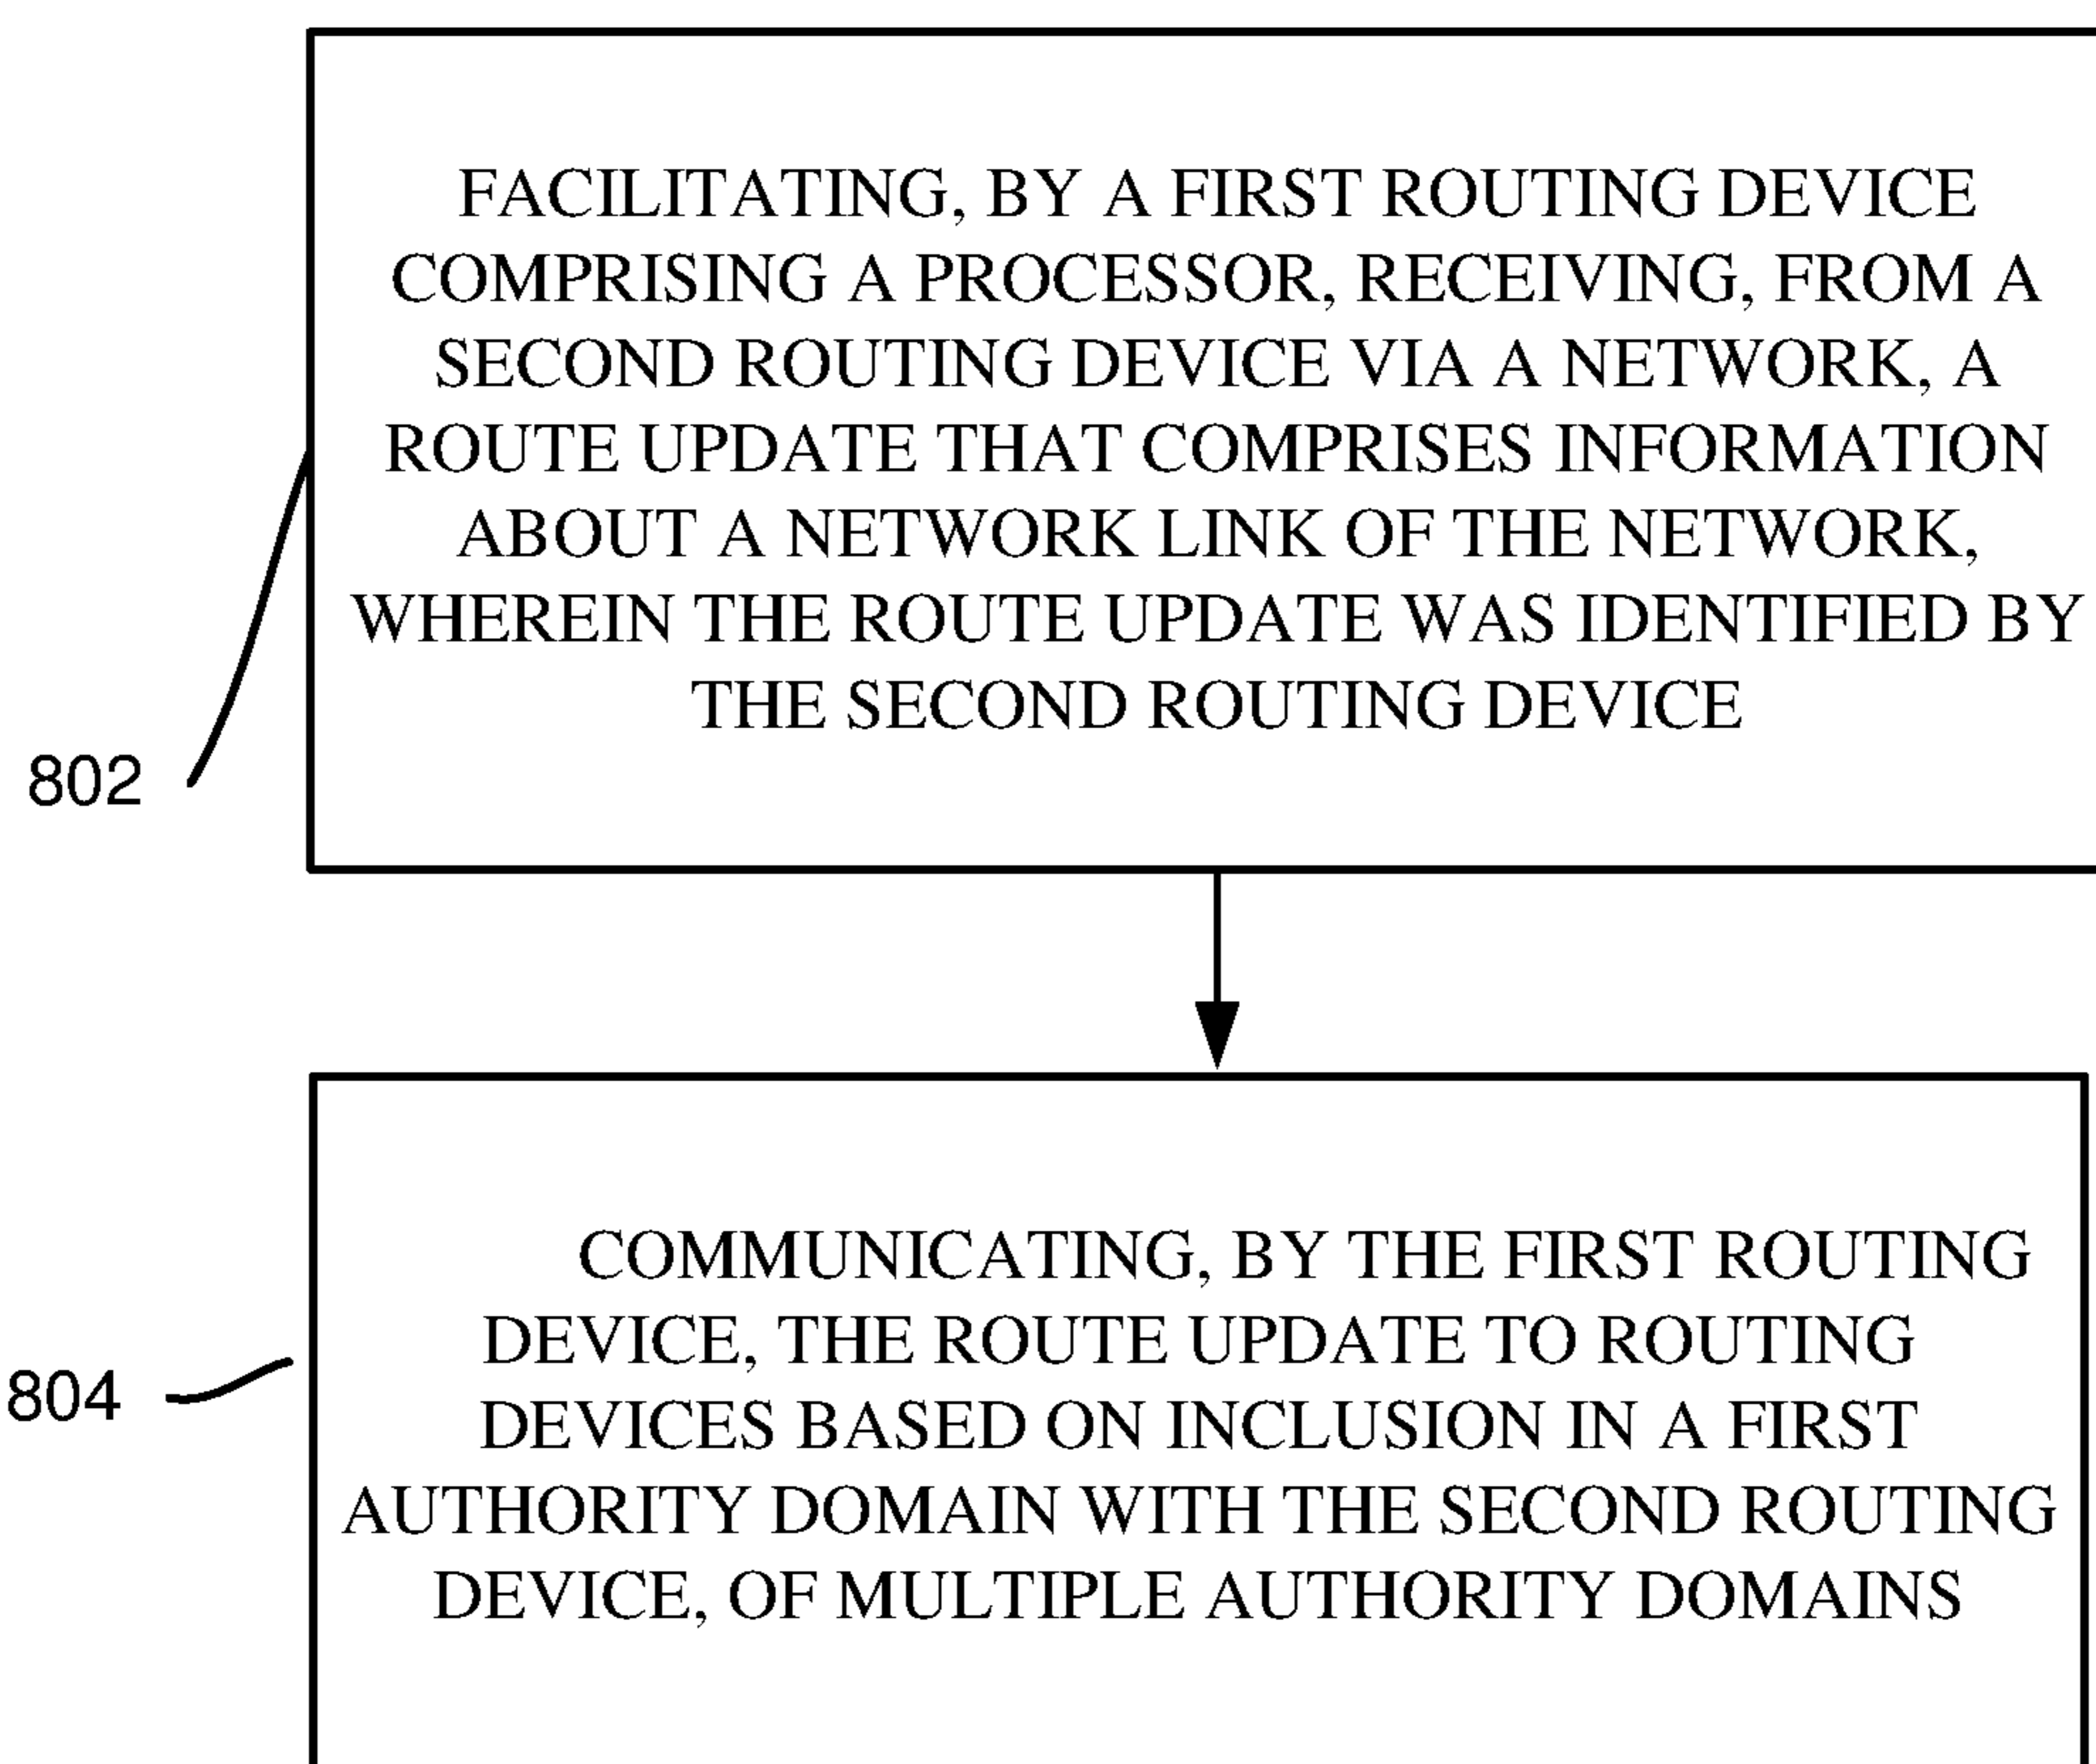 FACILITATING, BY A FIRST ROUTING DEVICE
COMPRISING A PROCESSOR, RECEIVING, FROM A
SECOND ROUTING DEVICE VIA A NETWORK, A
ROUTE UPDATE THAT COMPRISES INFORMATION
ABOUT A NETWORK LINK OF THE NETWORK,
WHEREIN THE ROUTE UPDATE WAS IDENTIFIED BY
THE SECOND ROUTING DEVICE
802
COMMUNICATING, BY THE FIRST ROUTING
DEVICE, THE ROUTE UPDATE TO ROUTING
DEVICES BASED ON INCLUSION IN A FIRST
AUTHORITY DOMAIN WITH THE SECOND ROUTING
DEVICE, OF MULTIPLE AUTHORITY DOMAINS
804